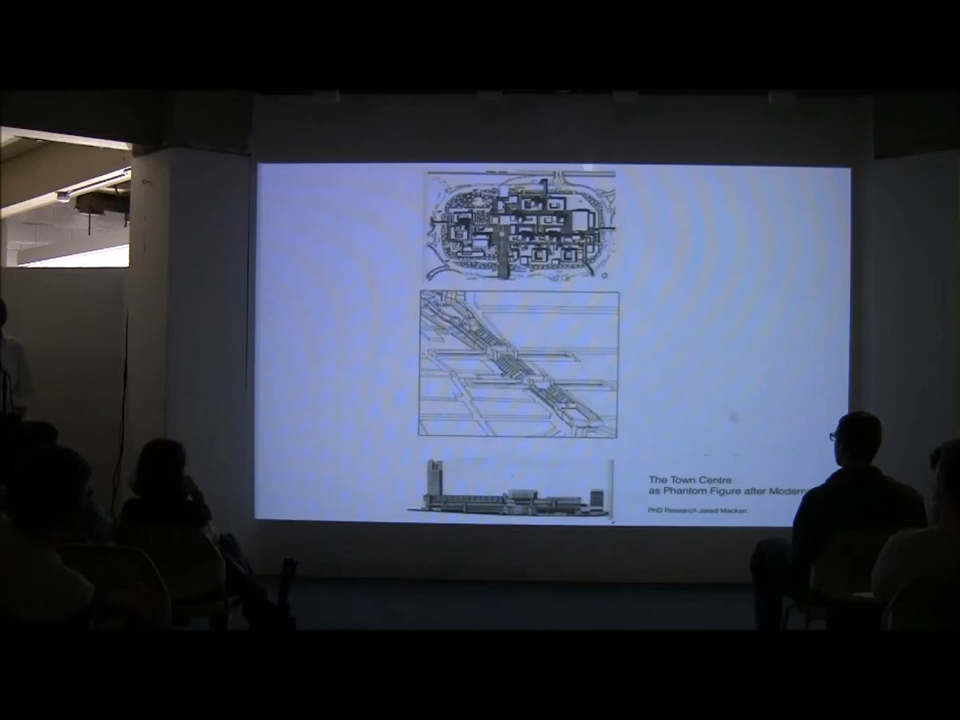 The Town Centre
as Phantom Figure after Modern
PhD Research Jared Macken